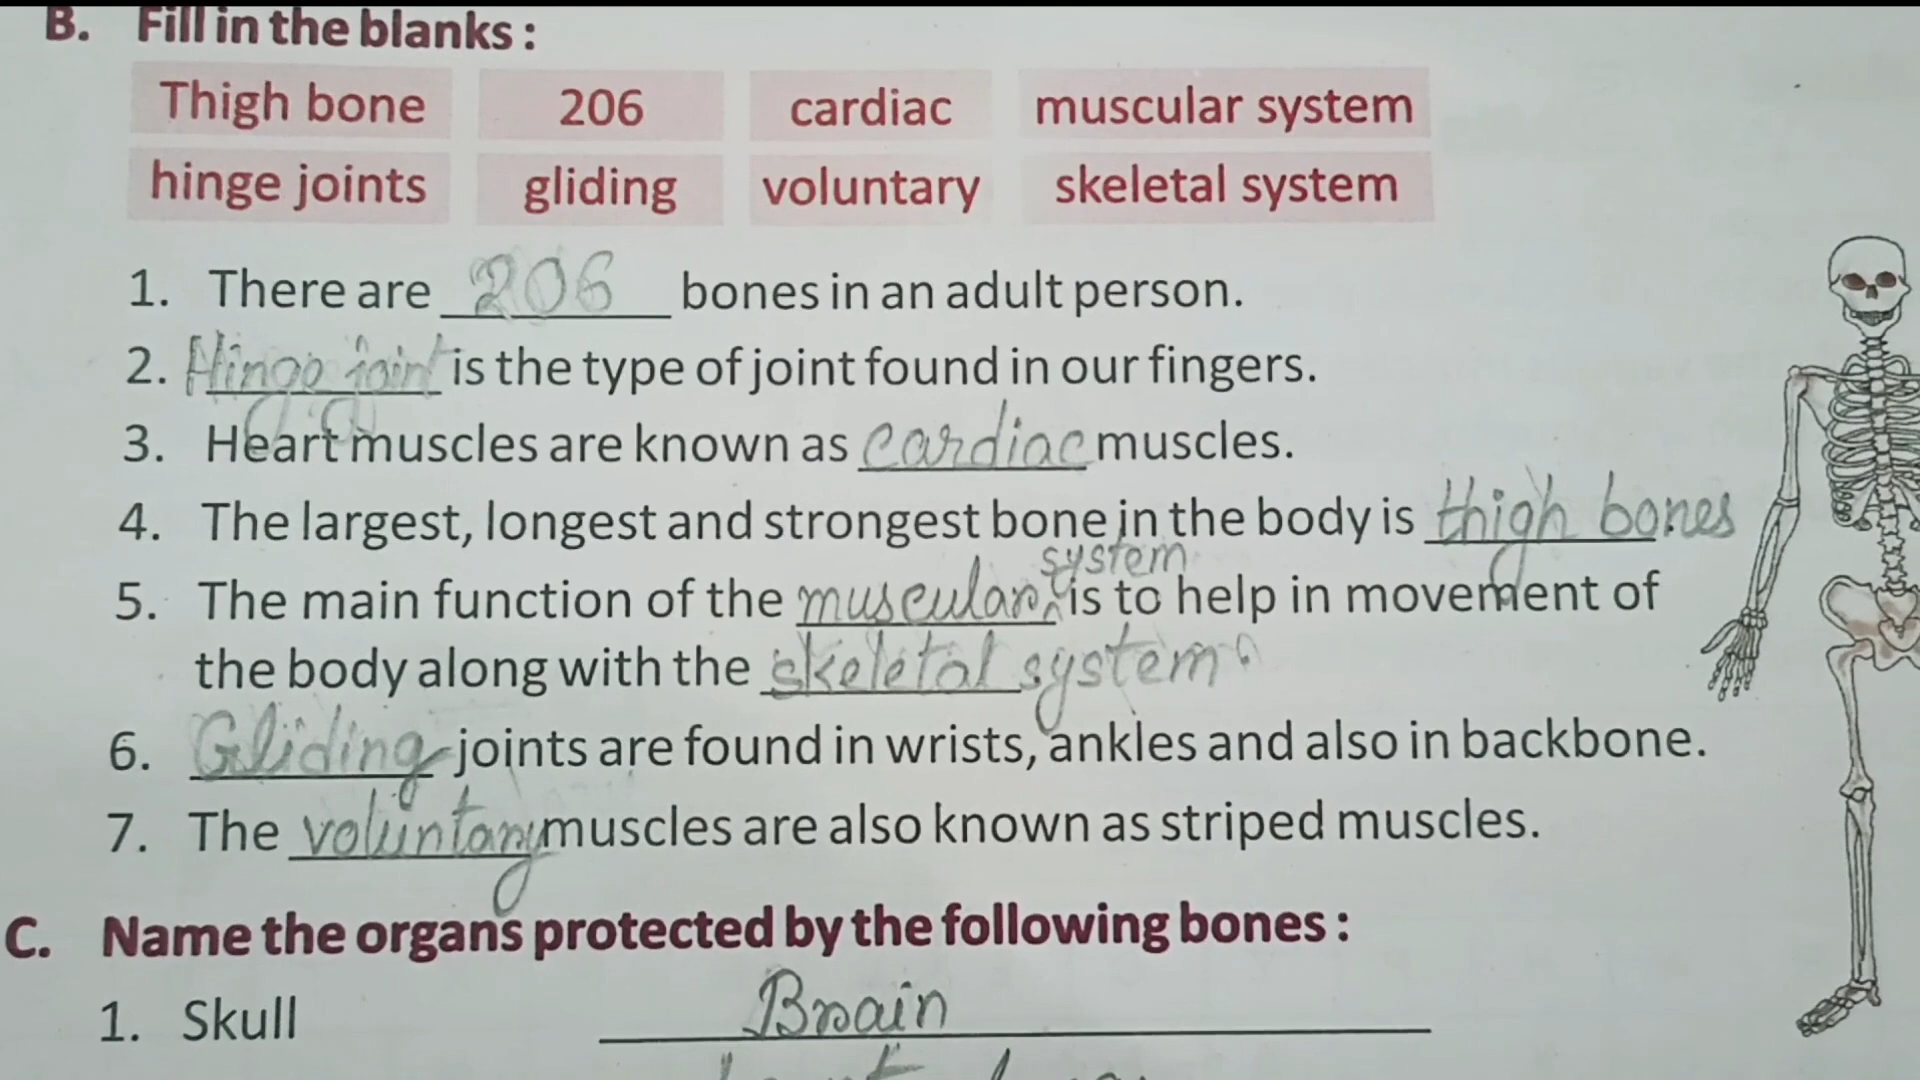 B. Fill in the blanks :
Thigh bone 206 cardiac muscular system
hinge joints gliding voluntary skeletal system
1. There are 206 bones in an adult person.
2. Hinge joint is the type of joint found in our fingers.
3. Heart muscles are known as cardiac muscles.
4. The largest, longest and strongest bone in the body is thigh bones
system
5. The main function of the muscular is to help in movement of
the body along with the skeletal system.
6. Gliding joints are found in wrists, ankles and also in backbone.
7. The voluntary muscles are also known as striped muscles.
C. Name the organs protected by the following bones :
1. Skull Brain